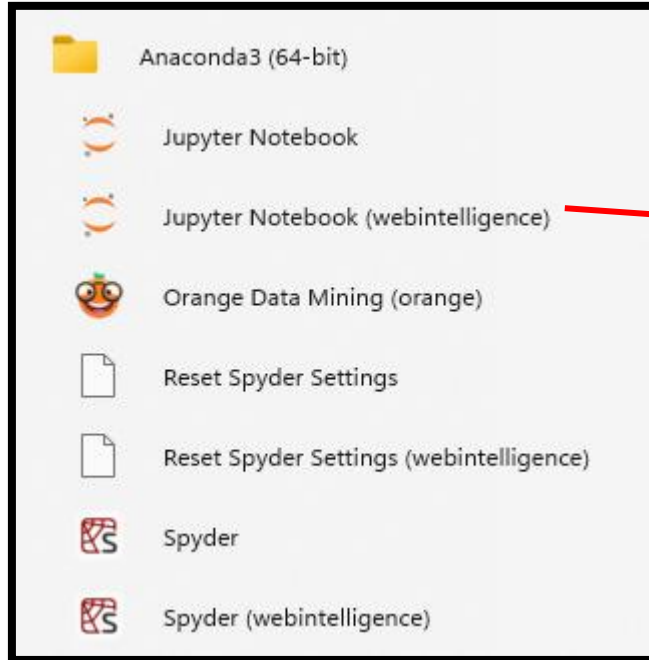 Anaconda3 (64-bit)
Jupyter Notebook
Jupyter Notebook (webintelligence)
Orange Data Mining (orange)
Reset Spyder Settings
Reset Spyder Settings (webintelligence)
Spyder
Spyder (webintelligence)